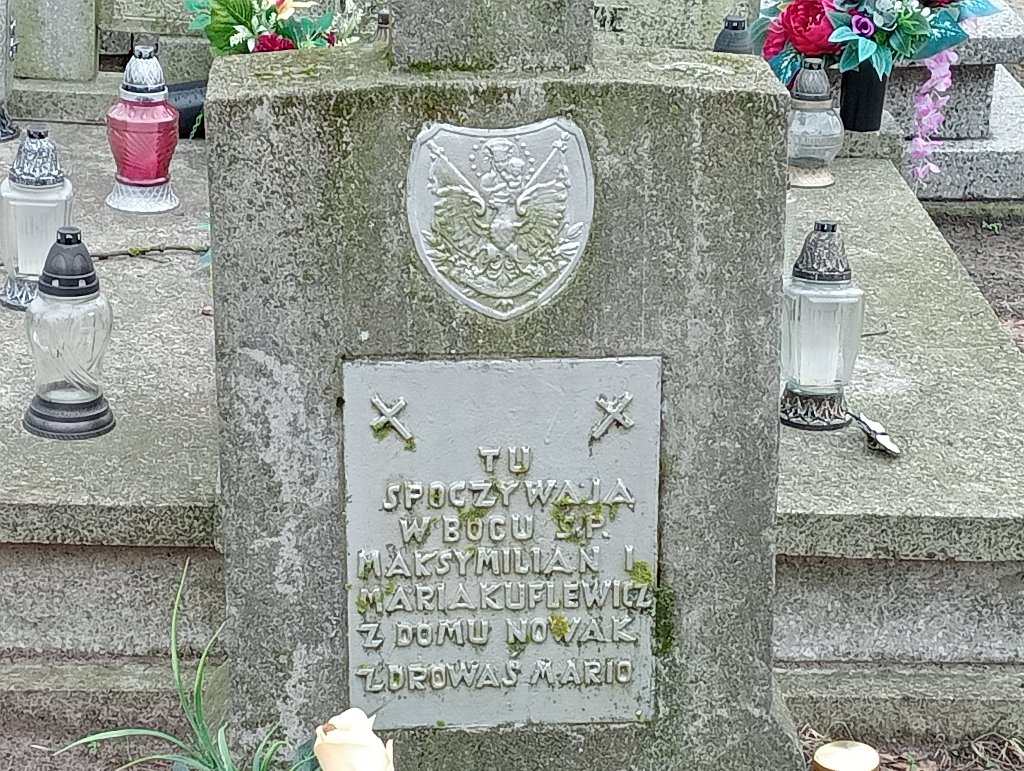 TU
SPOCZYWAJĄ
W BOGU Ś.P.
MAKSYMILIAN I
MARIA KUFLEWICZ
Z DOMU NOWAK
ZDROWAŚ MARIO